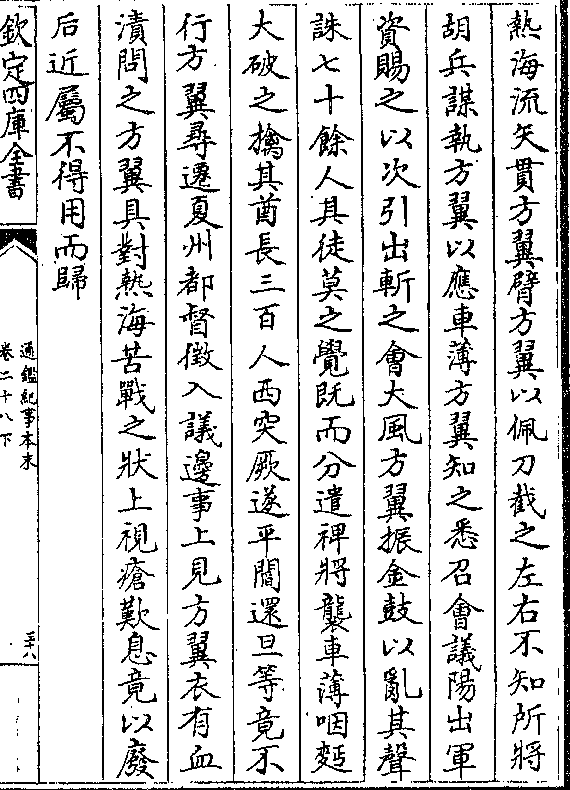 熱海流矢貫方翼臂方翼以佩刀截之左右不知所將
胡兵謀執方翼以應車薄方翼知之悉召會議陽出軍
資賜之以次引出斬之會大風方翼振金鼓以亂其聲
誅七十餘人其徒莫之覺既而分遣裨將襲車薄咽麪
大破之擒其酋長三百人西突厥遂平閻還旦等竟不
行方翼尋遷夏州都督徴入議邊事上見方翼衣有血
漬問之方翼具對熱海苦戰之狀上視瘡歎息竟以廢
后近屬不得用而歸
欽定四庫全書
通鑑紀事本末
卷二十八下
三十八